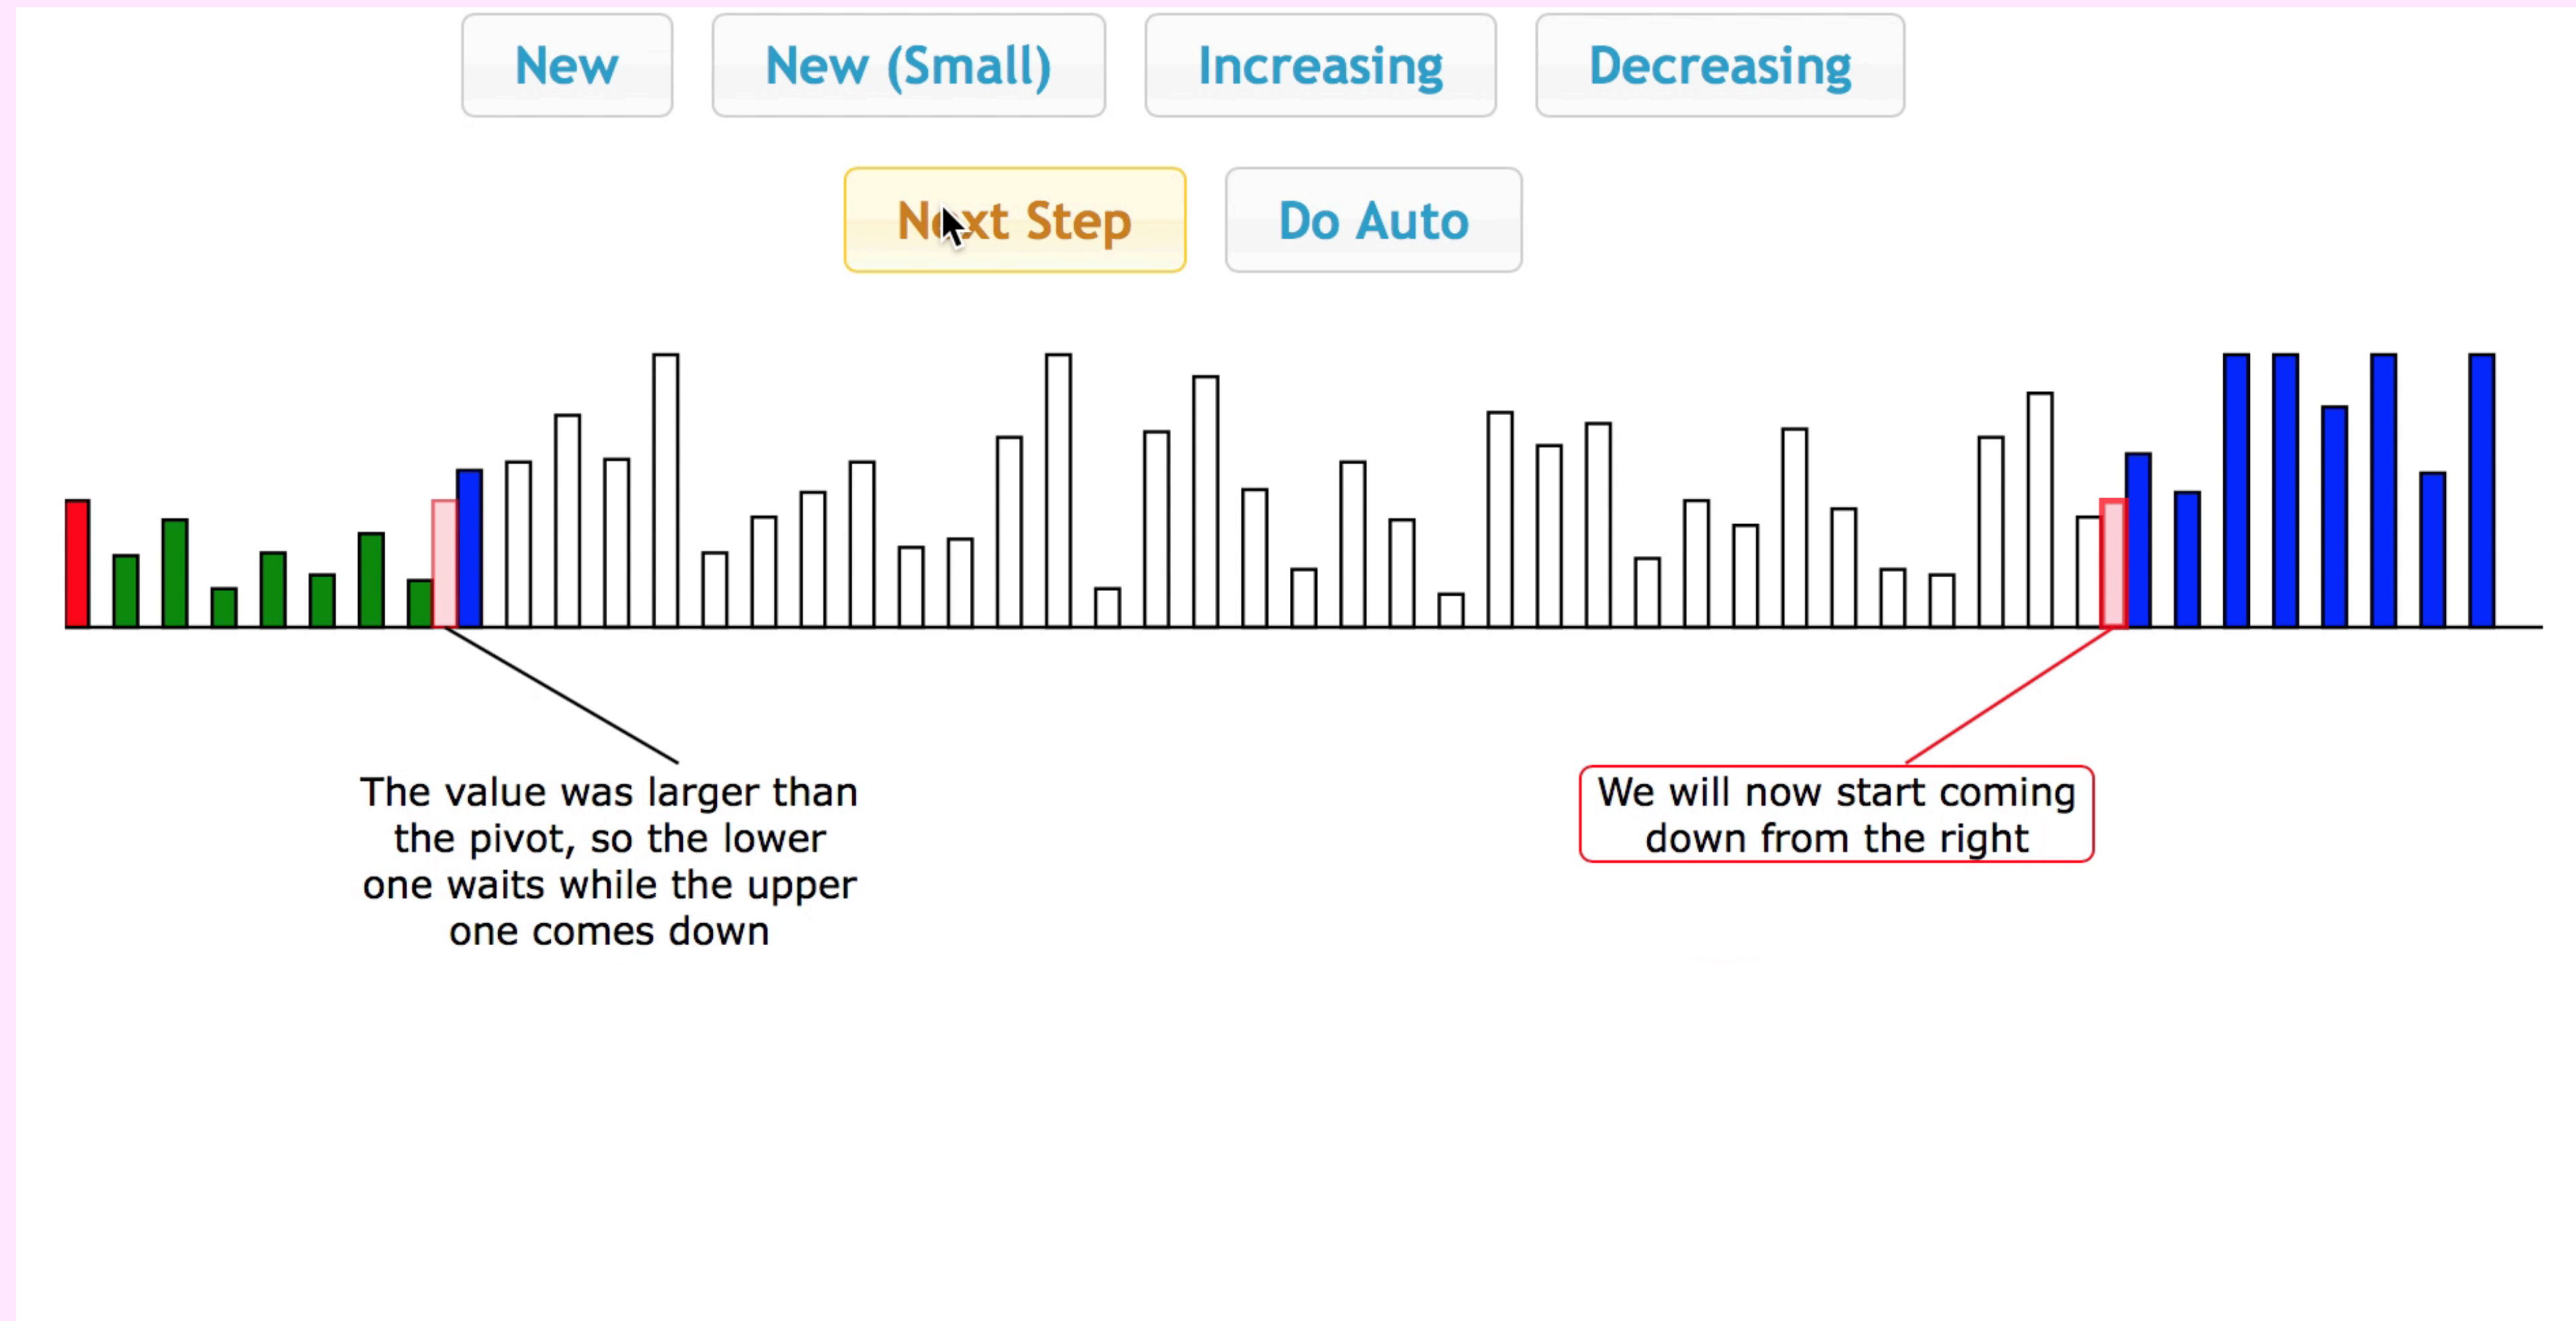 New
New (Small)
Increasing
Decreasing
Next Step
Do Auto
The value was larger than
the pivot, so the lower
one waits while the upper
one comes down
We will now start coming
down from the right